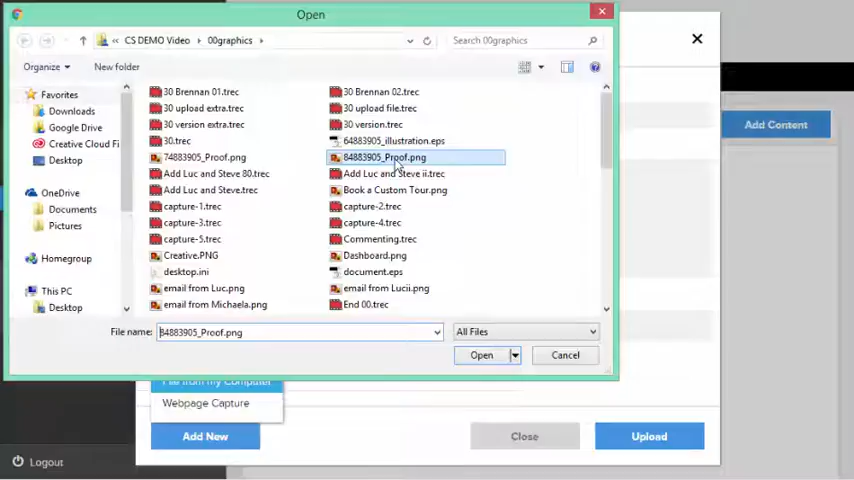 Open
« CS DEMO Video › 00graphics ›
Search 00graphics
Organize
New folder
Favorites
Downloads
Google Drive
Creative Cloud Fi
Desktop
OneDrive
Documents
Pictures
Homegroup
This PC
Desktop
30 Brennan 01.trec
30 Brennan 02.trec
30 upload extra.trec
30 upload file.trec
30 version extra.trec
30 version.trec
30.trec
64883905_illustration.eps
74883905_Proof.png
84883905_Proof.png
Add Luc and Steve 80.trec
Add Luc and Steve ii.trec
Add Luc and Steve.trec
Book a Custom Tour.png
capture-1.trec
capture-2.trec
capture-3.trec
capture-4.trec
capture-5.trec
Commenting.trec
Creative.PNG
Dashboard.png
desktop.ini
document.eps
email from Luc.png
email from Lucii.png
email from Michaela.png
End 00.trec
File name: 84883905_Proof.png
All Files
Open
Cancel
Add Content
File from my Computer
Webpage Capture
Add New
Close
Upload
Logout